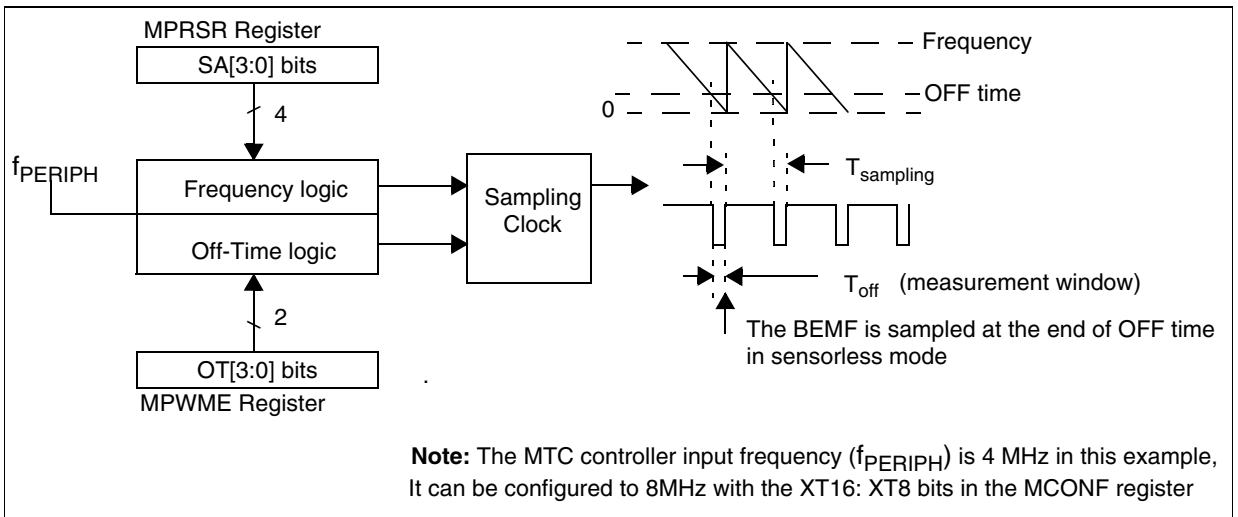 MPRSR Register
SA[3:0] bits
4
fPERIPH
Frequency logic
Off-Time logic
2
OT[3:0] bits
MPWME Register
Sampling
Clock
Frequency
OFF time
0
Tsampling
Toff (measurement window)
The BEMF is sampled at the end of OFF time
in sensorless mode
.
Note: The MTC controller input frequency (fPERIPH) is 4 MHz in this example,
It can be configured to 8MHz with the XT16: XT8 bits in the MCONF register